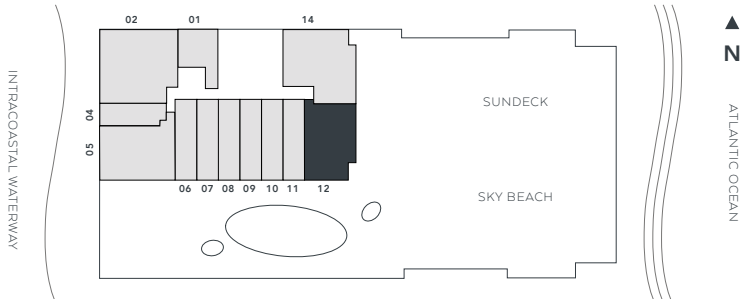 02 01 14
N
INTRACOASTAL WATERWAY
04
05
SUNDECK
ATLANTIC OCEAN
06 07 08 09 10 11 12
SKY BEACH